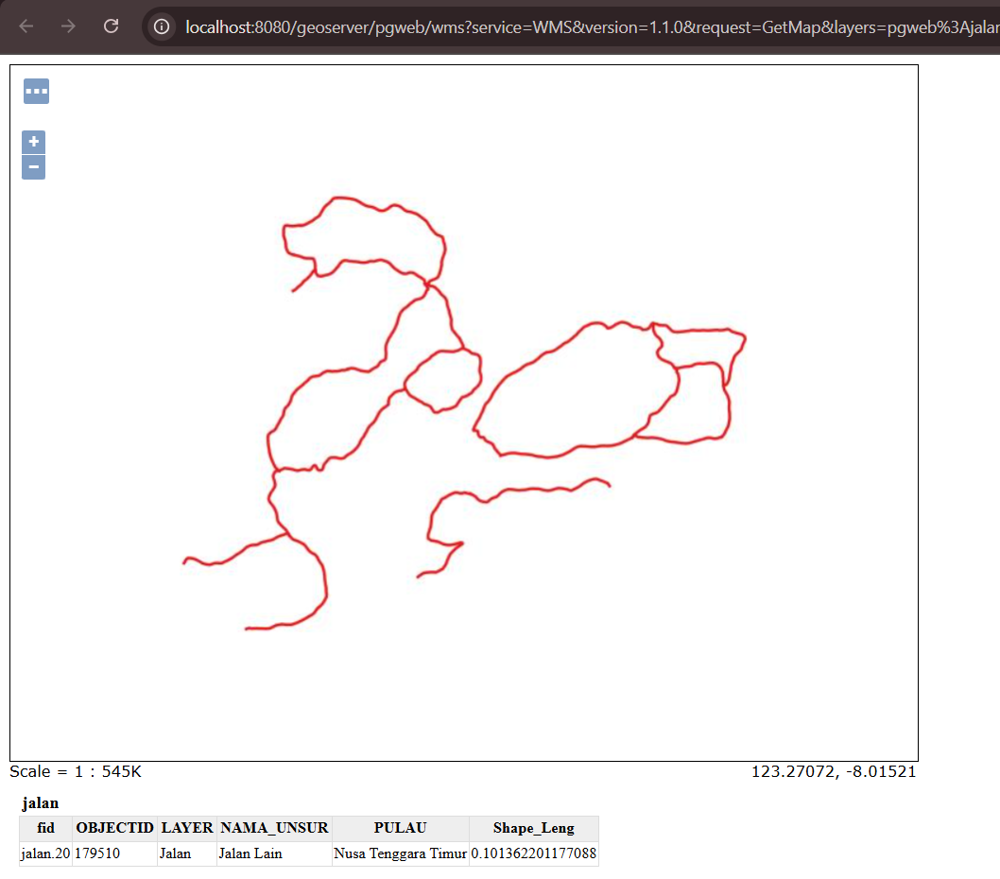 localhost:8080/geoserver/pgweb/wms?service=WMS&version=1.1.0&request=GetMap&layers=pgweb%3Ajalan
+
−
Scale = 1 : 545K
123.27072, -8.01521
jalan
fid OBJECTID LAYER NAMA_UNSUR PULAU Shape_Leng
jalan.20 179510 Jalan Jalan Lain Nusa Tenggara Timur 0.101362201177088